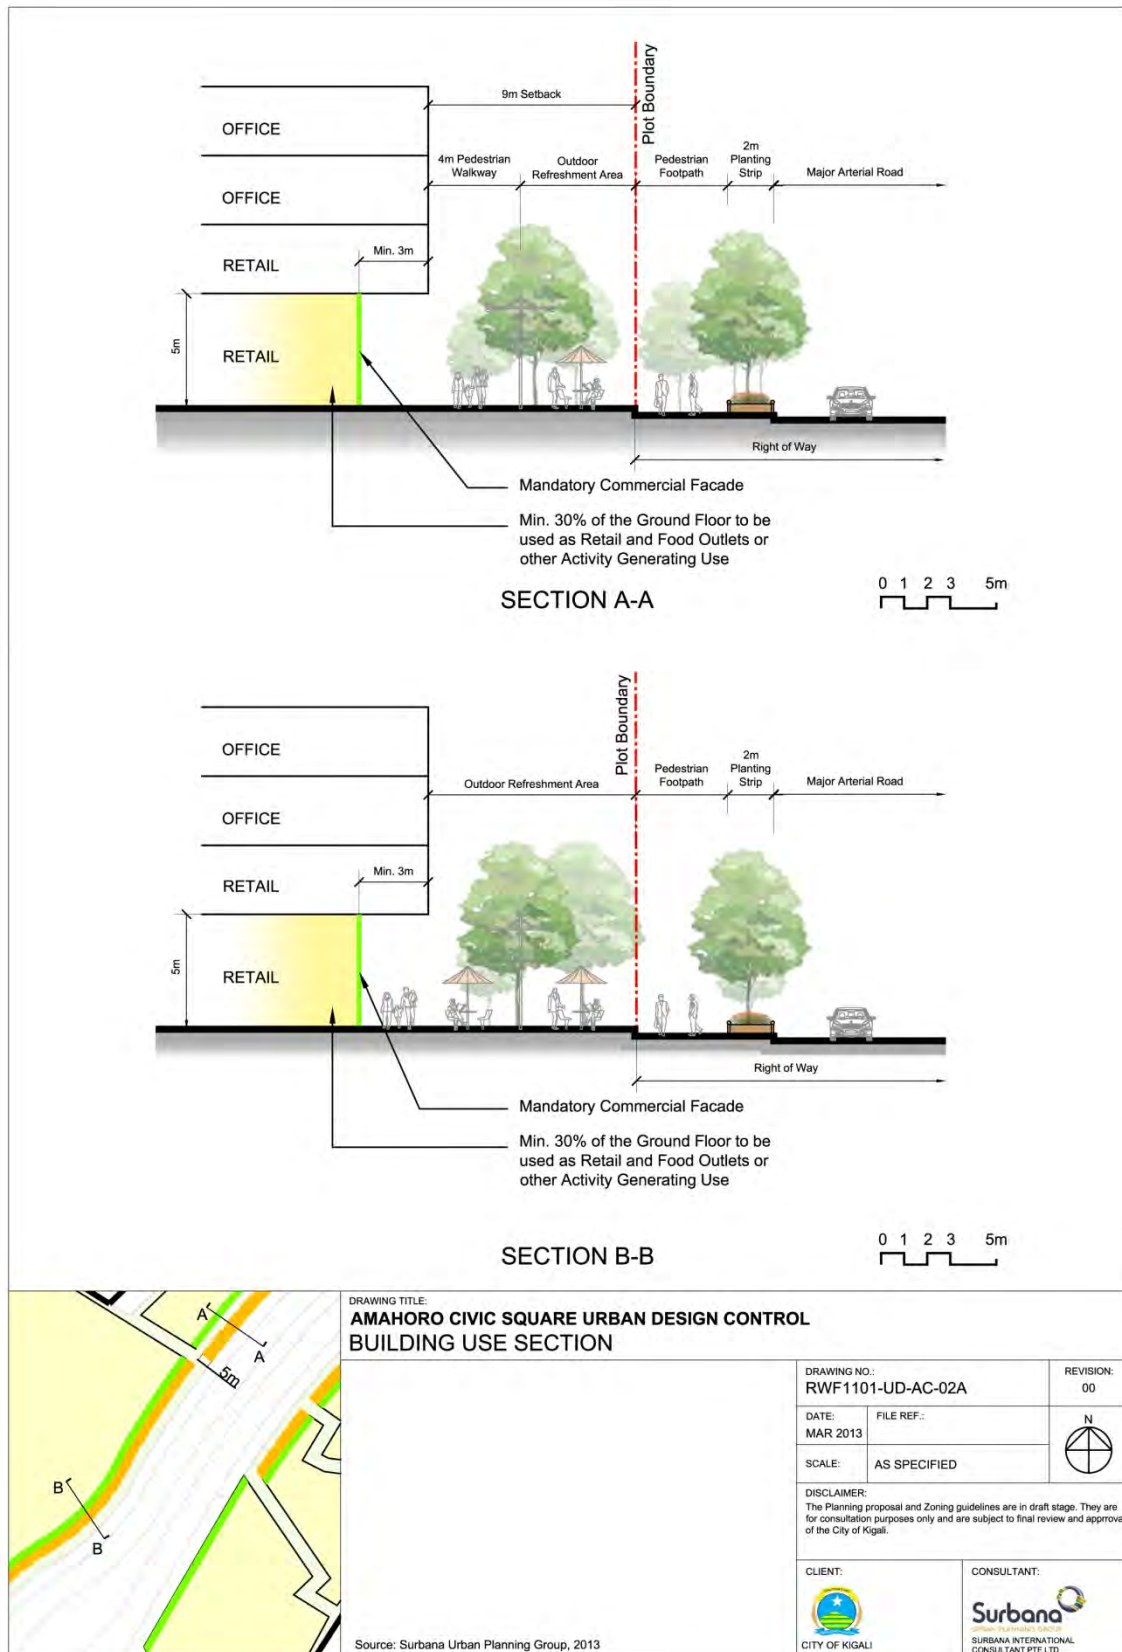 Plot Boundary
9m Setback
OFFICE
4m Pedestrian
Walkway
Outdoor
Refreshment Area
Pedestrian
Footpath
2m
Planting
Strip
Major Arterial Road
OFFICE
Min. 3m
RETAIL
5m
RETAIL
Right of Way
Mandatory Commercial Facade
Min. 30% of the Ground Floor to be
used as Retail and Food Outlets or
other Activity Generating Use
SECTION A-A
0 1 2 3 5m
Plot Boundary
OFFICE
Outdoor Refreshment Area
Pedestrian
Footpath
2m
Planting
Strip
Major Arterial Road
OFFICE
Min. 3m
RETAIL
5m
RETAIL
Right of Way
Mandatory Commercial Facade
Min. 30% of the Ground Floor to be
used as Retail and Food Outlets or
other Activity Generating Use
SECTION B-B
0 1 2 3 5m
A
A
5m
B
B
DRAWING TITLE:
AMAHORO CIVIC SQUARE URBAN DESIGN CONTROL
BUILDING USE SECTION
Source: Surbana Urban Planning Group, 2013
DRAWING NO.:
RWF1101-UD-AC-02A
REVISION:
00
DATE:
MAR 2013
FILE REF.:
N
SCALE:
AS SPECIFIED
DISCLAIMER:
The Planning proposal and Zoning guidelines are in draft stage. They are
for consultation purposes only and are subject to final review and approva
of the City of Kigali.
CLIENT:
CITY OF KIGALI
CONSULTANT:
Surbana
URBAN PLANNING GROUP
SURBANA INTERNATIONAL
CONSULTANT PTE LTD